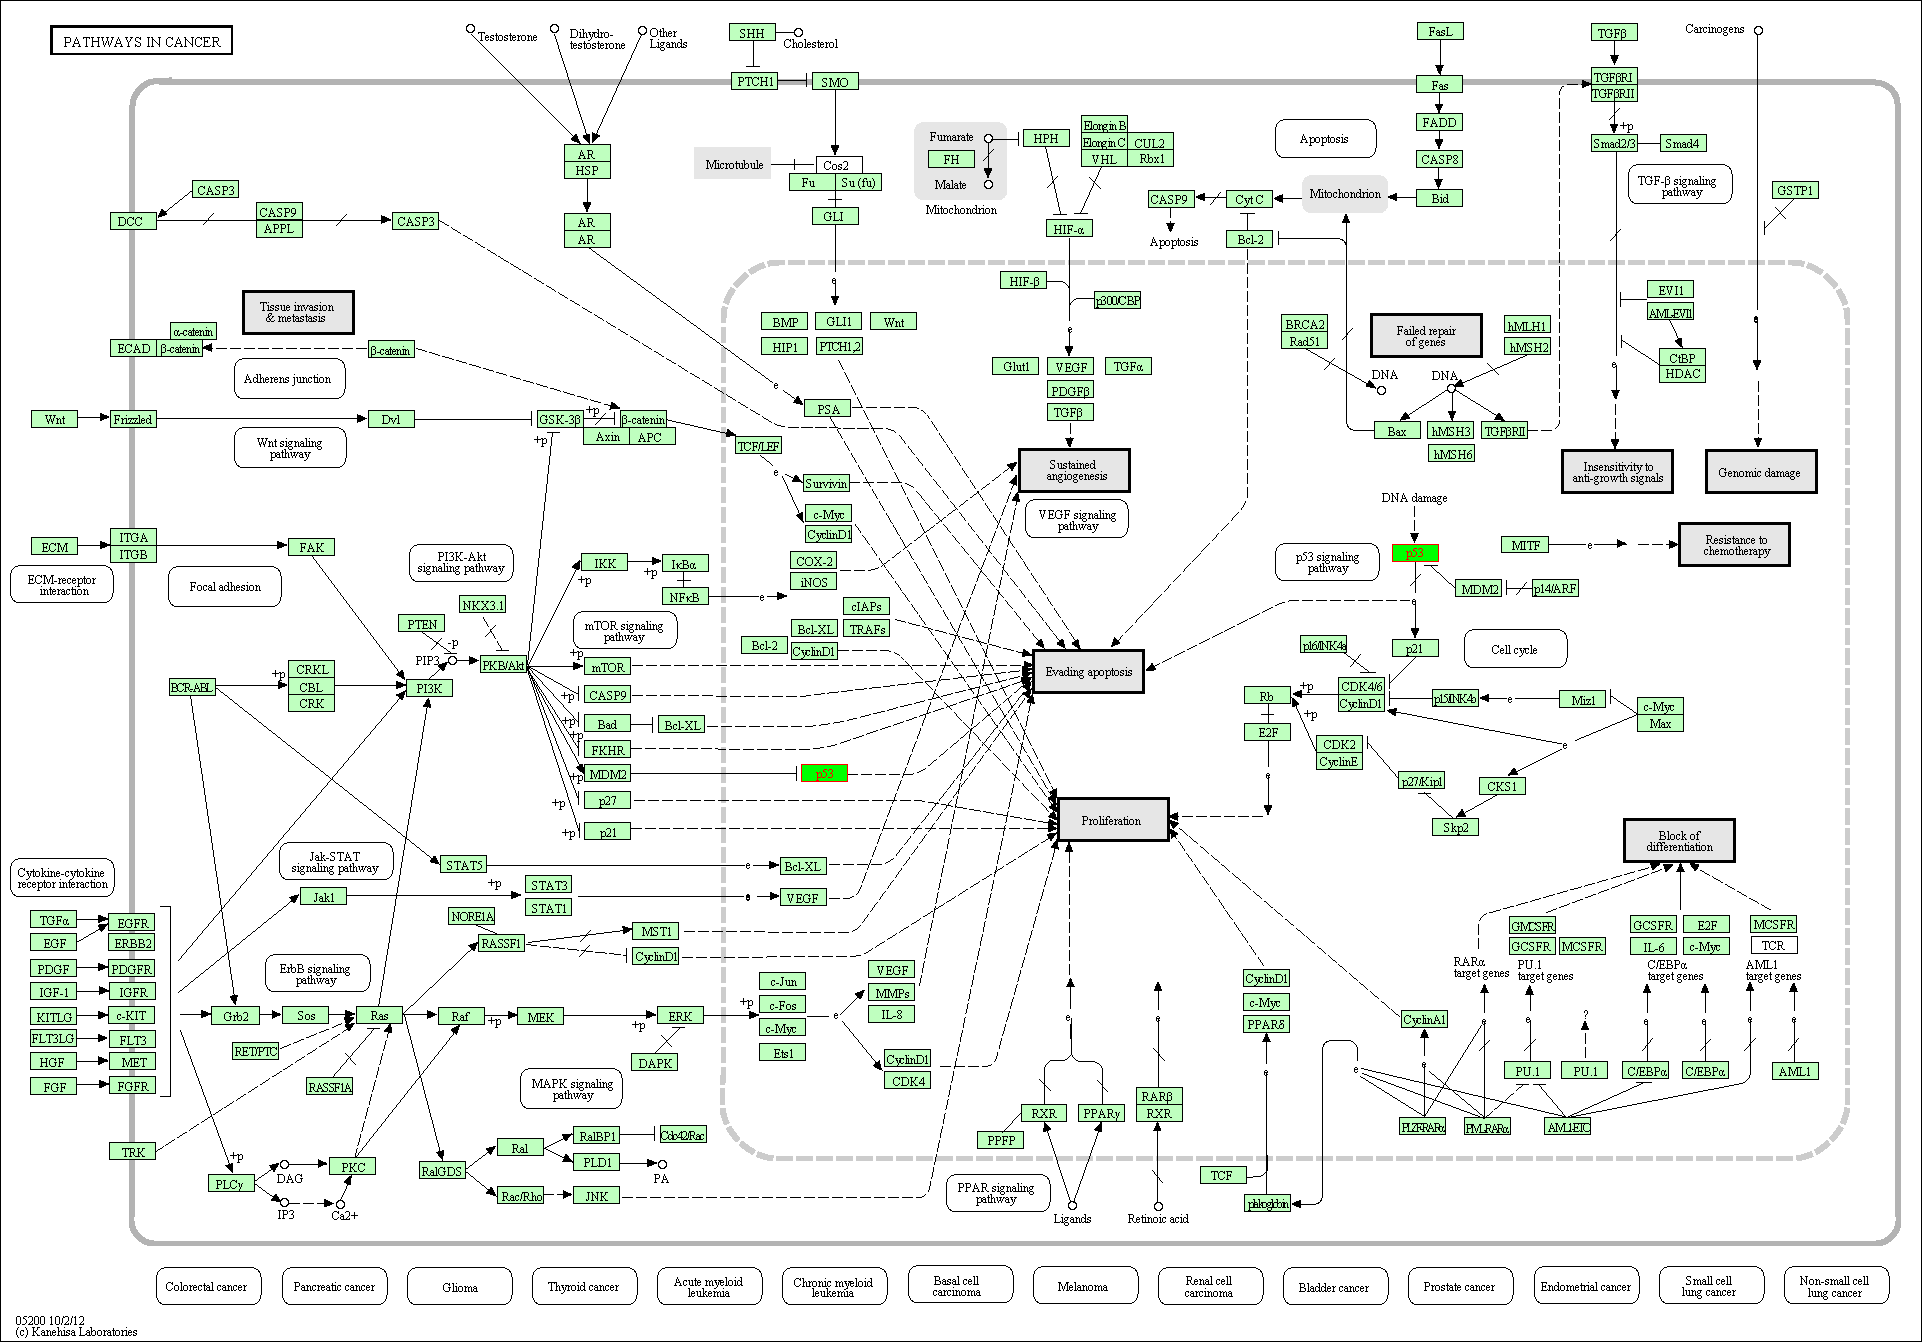 PATHWAYS IN CANCER
Testosterone
Dihydro-
testosterone
Other
Ligands
SHH
Cholesterol
PTCH1
SMO
FasL
Fas
FADD
CASP8
Bid
TGFβ
TGFβRI
TGFβRII
+p
Smad2/3
Smad4
Carcinogens
AR
HSP
AR
AR
Microtubule
Cos2
Fu
Su (fu)
GLI
Fumarate
FH
Malate
Mitochondrion
HPH
Elongin B
Elongin C
CUL2
VHL
Rbx1
Apoptosis
TGF-β signaling
pathway
GSTP1
CASP3
DCC
CASP9
APPL
CASP3
HIF-α
CASP9
Cyt C
Mitochondrion
Apoptosis
Bcl-2
e
HIF-β
p300/CBP
e
EVI1
AML-EVI1
CtBP
HDAC
e
e
Tissue invasion
& metastasis
α-catenin
ECAD
β-catenin
β-catenin
Adherens junction
BMP
GLI1
Wnt
HIP1
PTCH1,2
Glut1
VEGF
TGFα
PDGFβ
TGFβ
BRCA2
Rad51
Failed repair
of genes
hMLH1
hMSH2
DNA
DNA
Bax
hMSH3
TGFβRII
hMSH6
e
PSA
Wnt
Frizzled
Dvl
GSK-3β
+p
β-catenin
Axin
APC
+p
Wnt signaling
pathway
TCF/LEF
e
Survivin
c-Myc
CyclinD1
Sustained
angiogenesis
VEGF signaling
pathway
Insensitivity to
anti-growth signals
Genomic damage
DNA damage
p53
p53 signaling
pathway
MITF
e
Resistance to
chemotherapy
MDM2
p14/ARF
e
ECM
ITGA
ITGB
FAK
ECM-receptor
interaction
Focal adhesion
PI3K-Akt
signaling pathway
IKK
+p
+p
IκBα
NFκB
e
COX-2
iNOS
NKX3.1
PTEN
-p
PIP3
PKB/Akt
mTOR signaling
pathway
cIAPs
Bcl-XL
TRAFs
Bcl-2
CyclinD1
Evading apoptosis
p16/INK4a
p21
Cell cycle
CRKL
CBL
CRK
BCR-ABL
+p
PI3K
+p
mTOR
+p
CASP9
+p
Bad
Bcl-XL
+p
FKHR
+p
MDM2
p53
+p
p27
+p
p21
Rb
+p
CDK4/6
CyclinD1
p15/INK4b
e
Miz1
c-Myc
Max
E2F
+p
CDK2
CyclinE
e
e
p27/Kip1
CKS1
Skp2
Proliferation
Block of
differentiation
Jak-STAT
signaling pathway
STAT5
e
Bcl-XL
Cytokine-cytokine
receptor interaction
Jak1
+p
STAT3
STAT1
e
VEGF
TGFα
EGFR
EGF
ERBB2
PDGF
PDGFR
IGF-1
IGFR
KITLG
c-KIT
FLT3LG
FLT3
HGF
MET
FGF
FGFR
NORE1A
RASSF1
MST1
CyclinD1
ErbB signaling
pathway
Grb2
Sos
Ras
Raf
+p
MEK
+p
ERK
+p
RET/PTC
RASSF1A
DAPK
MAPK signaling
pathway
c-Jun
c-Fos
c-Myc
Ets1
e
VEGF
MMPs
IL-8
CyclinD1
CDK4
e
CyclinD1
c-Myc
PPARδ
e
CyclinA1
e
GMCSFR
GCSFR
MCSFR
GCSFR
E2F
IL-6
c-Myc
MCSFR
TCR
RARα
target genes
PU.1
target genes
C/EBPα
target genes
AML1
target genes
e
e
?
e
e
e
e
e
e
PU.1
PU.1
C/EBPα
C/EBPα
AML1
RXR
PPARγ
RARβ
RXR
PPFP
PLZF-RARα
PML-RARα
AML1-ETO
TRK
+p
PLCγ
DAG
PKC
IP3
Ca2+
RalGDS
Ral
RalBP1
Cdc42/Rac
PLD1
PA
Rac/Rho
JNK
PPAR signaling
pathway
Ligands
Retinoic acid
TCF
plakoglobin
Colorectal cancer
Pancreatic cancer
Glioma
Thyroid cancer
Acute myeloid
leukemia
Chronic myeloid
leukemia
Basal cell
carcinoma
Melanoma
Renal cell
carcinoma
Bladder cancer
Prostate cancer
Endometrial cancer
Small cell
lung cancer
Non-small cell
lung cancer
05200 10/2/12
(c) Kanehisa Laboratories